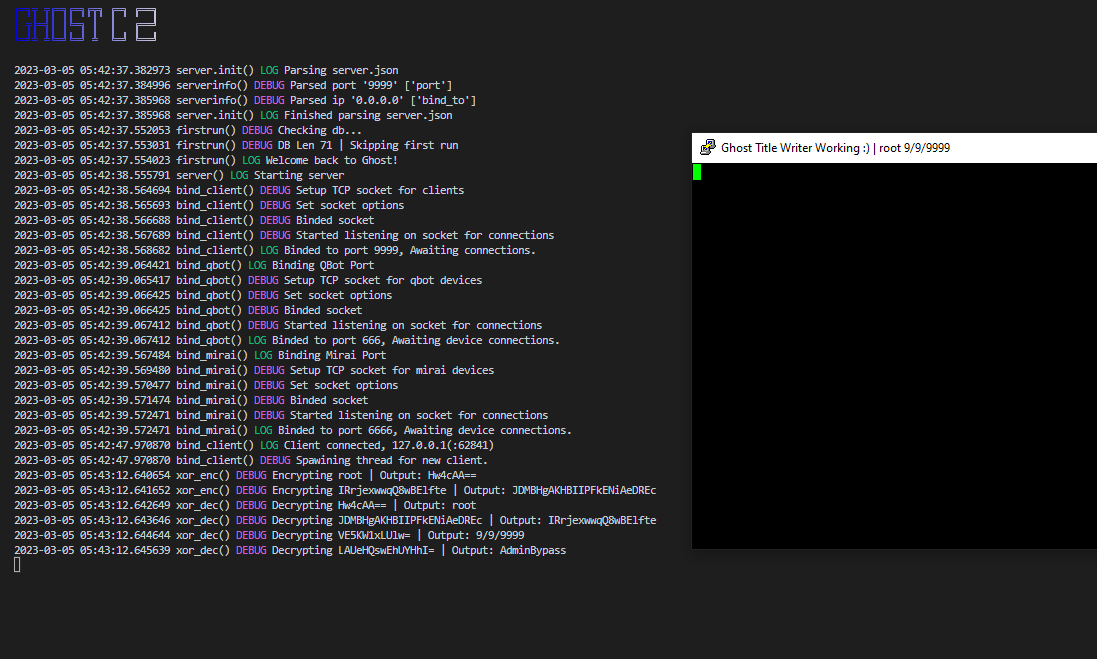 GHOST C 2
2023-03-05 05:42:37.382973 server.init() LOG Parsing server.json
2023-03-05 05:42:37.384996 serverinfo() DEBUG Parsed port '9999' ['port']
2023-03-05 05:42:37.385968 serverinfo() DEBUG Parsed ip '0.0.0.0' ['bind_to']
2023-03-05 05:42:37.385968 server.init() LOG Finished parsing server.json
2023-03-05 05:42:37.552053 firstrun() DEBUG Checking db...
2023-03-05 05:42:37.553031 firstrun() DEBUG DB Len 71 | Skipping first run
2023-03-05 05:42:37.554023 firstrun() LOG Welcome back to Ghost!
2023-03-05 05:42:38.555791 server() LOG Starting server
2023-03-05 05:42:38.564694 bind_client() DEBUG Setup TCP socket for clients
2023-03-05 05:42:38.565693 bind_client() DEBUG Set socket options
2023-03-05 05:42:38.566688 bind_client() DEBUG Binded socket
2023-03-05 05:42:38.567689 bind_client() DEBUG Started listening on socket for connections
2023-03-05 05:42:38.568682 bind_client() LOG Binded to port 9999, Awaiting connections.
2023-03-05 05:42:39.064421 bind_qbot() LOG Binding QBot Port
2023-03-05 05:42:39.065417 bind_qbot() DEBUG Setup TCP socket for qbot devices
2023-03-05 05:42:39.066425 bind_qbot() DEBUG Set socket options
2023-03-05 05:42:39.066425 bind_qbot() DEBUG Binded socket
2023-03-05 05:42:39.067412 bind_qbot() DEBUG Started listening on socket for connections
2023-03-05 05:42:39.067412 bind_qbot() LOG Binded to port 666, Awaiting device connections.
2023-03-05 05:42:39.567484 bind_mirai() LOG Binding Mirai Port
2023-03-05 05:42:39.569480 bind_mirai() DEBUG Setup TCP socket for mirai devices
2023-03-05 05:42:39.570477 bind_mirai() DEBUG Set socket options
2023-03-05 05:42:39.571474 bind_mirai() DEBUG Binded socket
2023-03-05 05:42:39.572471 bind_mirai() DEBUG Started listening on socket for connections
2023-03-05 05:42:39.572471 bind_mirai() LOG Binded to port 6666, Awaiting device connections.
2023-03-05 05:42:47.970870 bind_client() LOG Client connected, 127.0.0.1(:62841)
2023-03-05 05:42:47.970870 bind_client() DEBUG Spawining thread for new client.
2023-03-05 05:43:12.640654 xor_enc() DEBUG Encrypting root | Output: Hw4cAA==
2023-03-05 05:43:12.641652 xor_enc() DEBUG Encrypting IRrjexwwqQ8wBElfte | Output: JDMBHgAKHBIIPFkENiAeDREc
2023-03-05 05:43:12.642649 xor_dec() DEBUG Decrypting Hw4cAA== | Output: root
2023-03-05 05:43:12.643646 xor_dec() DEBUG Decrypting JDMBHgAKHBIIPFkENiAeDREc | Output: IRrjexwwqQ8wBElfte
2023-03-05 05:43:12.644644 xor_dec() DEBUG Decrypting VE5KW1xLUlw= | Output: 9/9/9999
2023-03-05 05:43:12.645639 xor_dec() DEBUG Decrypting LAUeHQswEhUYHhI= | Output: AdminBypass
Ghost Title Writer Working :) | root 9/9/9999